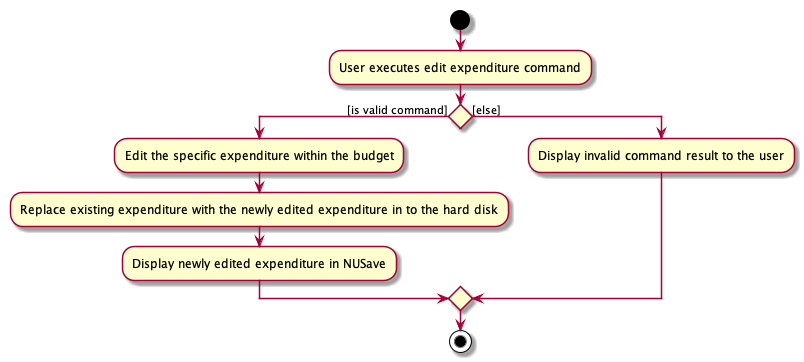 User executes edit expenditure command
[is valid command]
[else]
Edit the specific expenditure within the budget
Display invalid command result to the user
Replace existing expenditure with the newly edited expenditure in to the hard disk
Display newly edited expenditure in NUSave